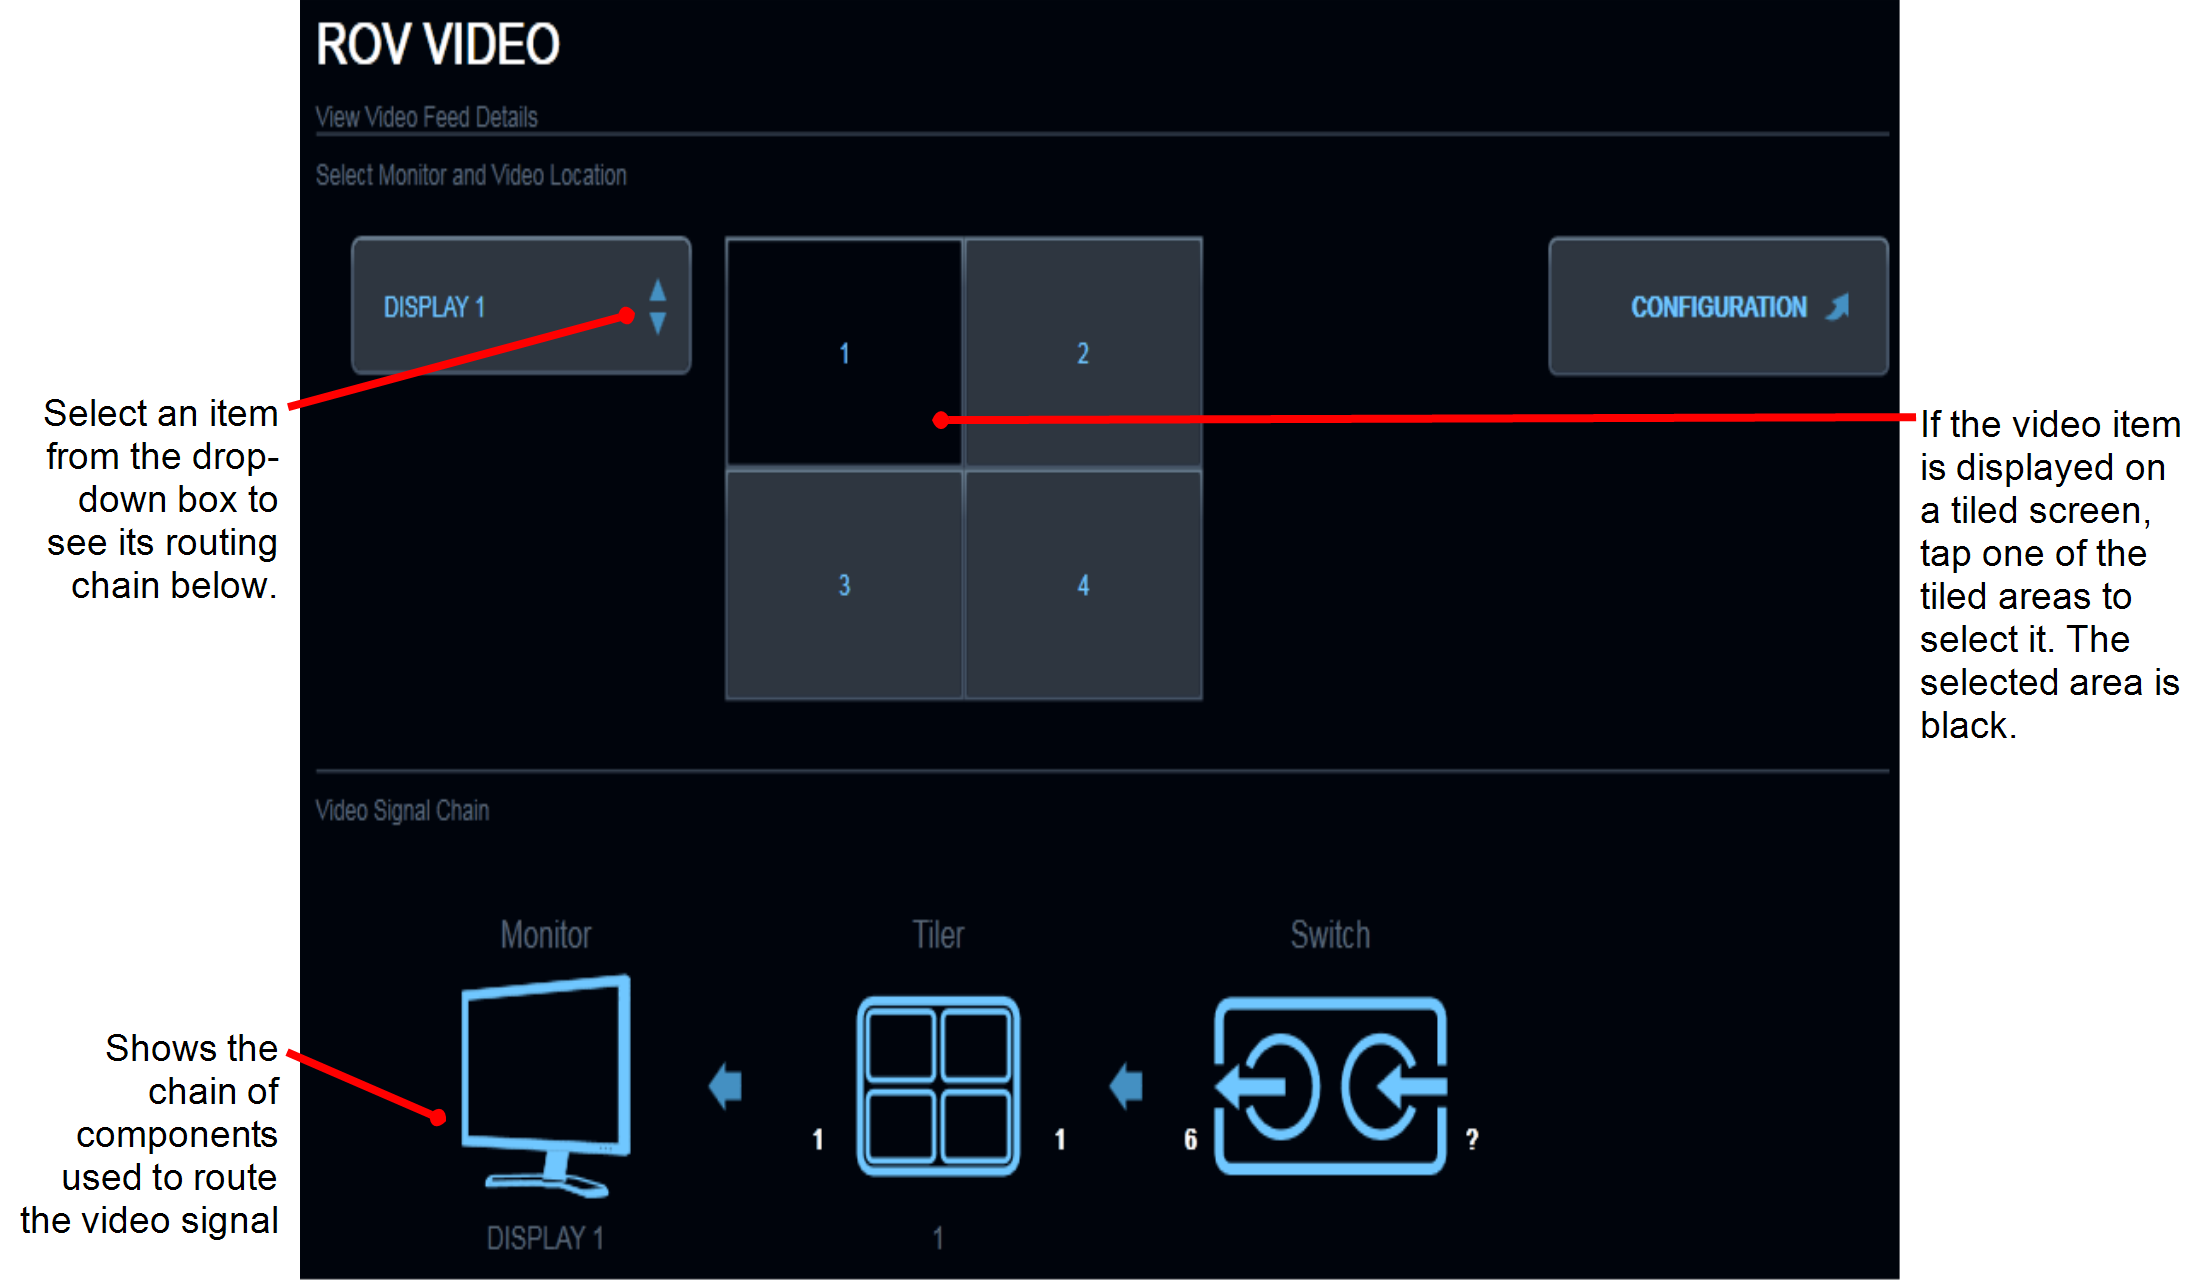 ROV VIDEO
View Video Feed Details
Select Monitor and Video Location
DISPLAY 1
1
2
3
4
CONFIGURATION
Select an item
from the drop-
down box to
see its routing
chain below.
If the video item
is displayed on
a tiled screen,
tap one of the
tiled areas to
select it. The
selected area is
black.
Video Signal Chain
Monitor
Tiler
Switch
1
1
6
?
DISPLAY 1
1
Shows the
chain of
components
used to route
the video signal